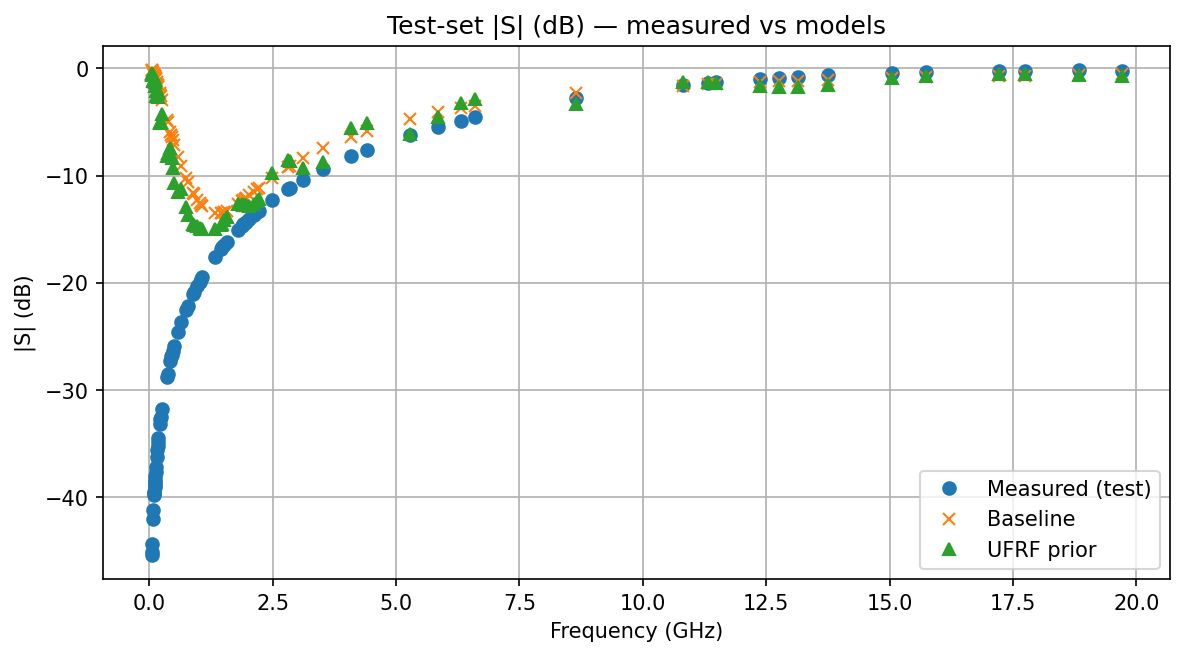 Test-set |S| (dB) — measured vs models
|S| (dB)
0
−10
−20
−30
−40
Measured (test)
Baseline
UFRF prior
0.0 2.5 5.0 7.5 10.0 12.5 15.0 17.5 20.0
Frequency (GHz)